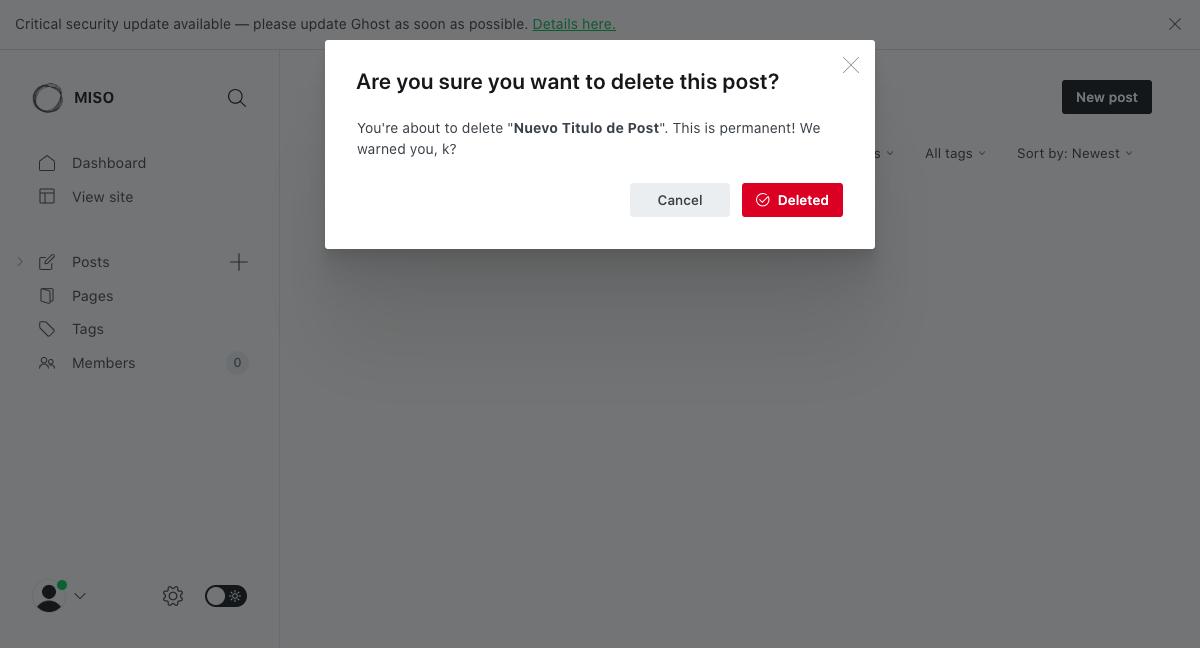 Critical security update available — please update Ghost as soon as possible. Details here.
Are you sure you want to delete this post?
You're about to delete "Nuevo Titulo de Post". This is permanent! We
warned you, k?
Cancel
Deleted
MISO
New post
All tags
Sort by: Newest
Dashboard
View site
Posts
Pages
Tags
Members
0